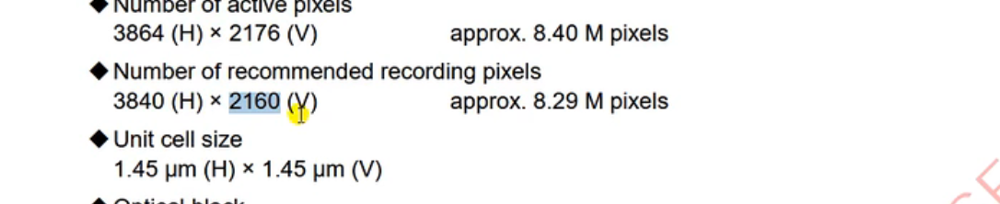 ◆ Number of active pixels
3864 (H) × 2176 (V) approx. 8.40 M pixels
◆ Number of recommended recording pixels
3840 (H) × 2160 (V) approx. 8.29 M pixels
◆ Unit cell size
1.45 μm (H) × 1.45 μm (V)
◆ Optical black